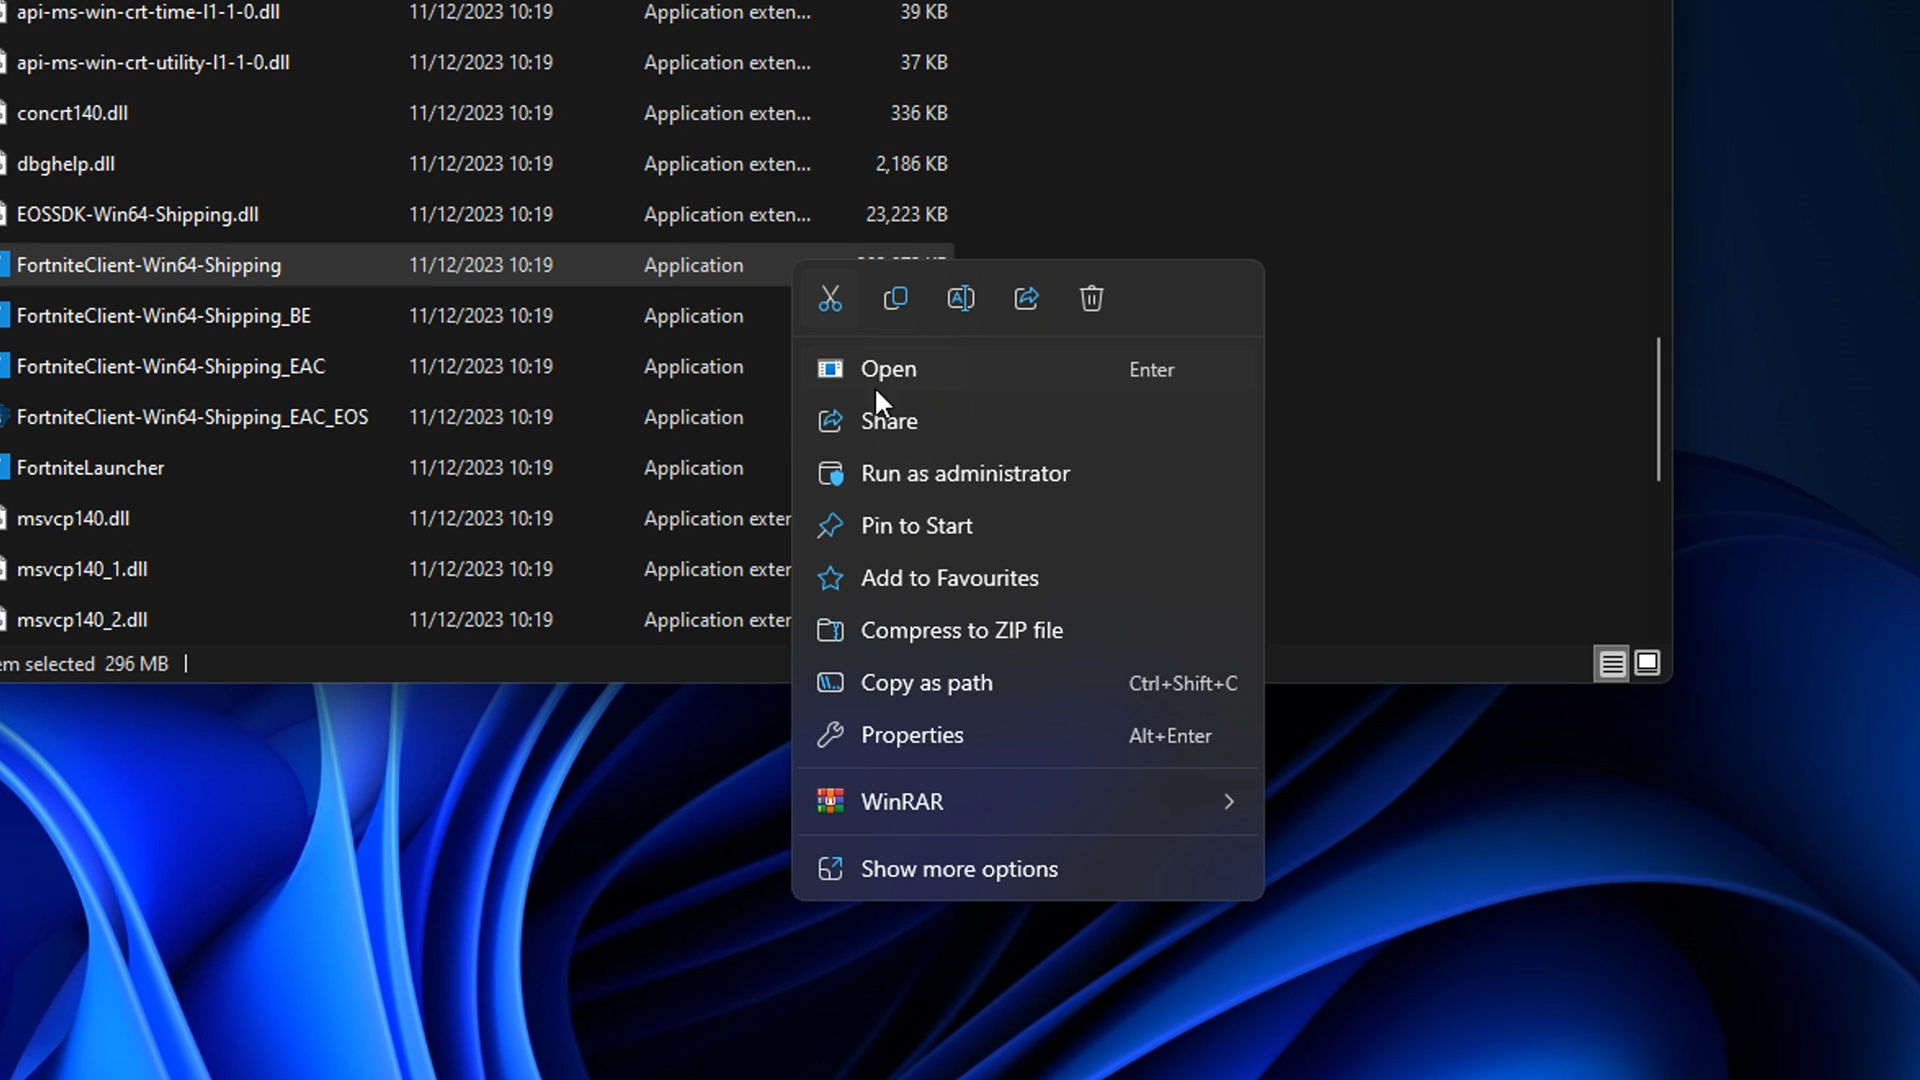 api-ms-win-crt-time-l1-1-0.dll 11/12/2023 10:19 Application exten... 39 KB
api-ms-win-crt-utility-l1-1-0.dll 11/12/2023 10:19 Application exten... 37 KB
concrt140.dll 11/12/2023 10:19 Application exten... 336 KB
dbghelp.dll 11/12/2023 10:19 Application exten... 2,186 KB
EOSSDK-Win64-Shipping.dll 11/12/2023 10:19 Application exten... 23,223 KB
FortniteClient-Win64-Shipping 11/12/2023 10:19 Application
FortniteClient-Win64-Shipping_BE 11/12/2023 10:19 Application
FortniteClient-Win64-Shipping_EAC 11/12/2023 10:19 Application
FortniteClient-Win64-Shipping_EAC_EOS 11/12/2023 10:19 Application
FortniteLauncher 11/12/2023 10:19 Application
msvcp140.dll 11/12/2023 10:19 Application exter
msvcp140_1.dll 11/12/2023 10:19 Application exter
msvcp140_2.dll 11/12/2023 10:19 Application exter
em selected 296 MB
Open Enter
Share
Run as administrator
Pin to Start
Add to Favourites
Compress to ZIP file
Copy as path Ctrl+Shift+C
Properties Alt+Enter
WinRAR
Show more options